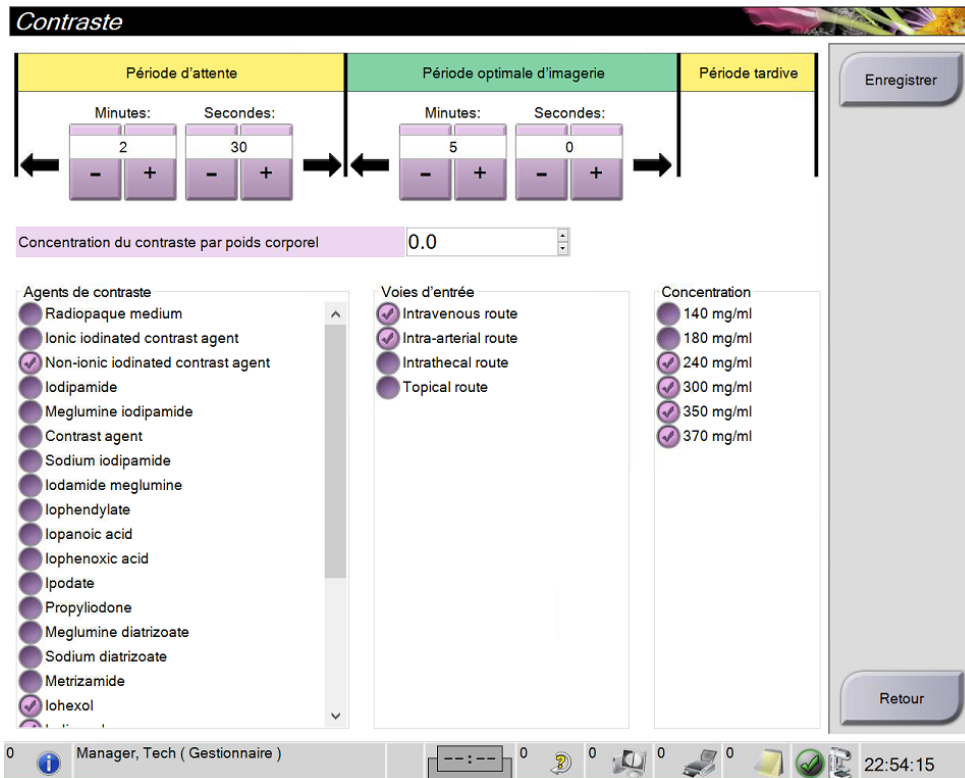 Contraste
Période d'attente
Période optimale d'imagerie
Période tardive
Enregistrer
Minutes:
Secondes:
Minutes:
Secondes:
2
30
5
0
- +
- +
- +
- +
Concentration du contraste par poids corporel
0.0
Agents de contraste
Radiopaque medium
Ionic iodinated contrast agent
Non-ionic iodinated contrast agent
Iodipamide
Meglumine iodipamide
Contrast agent
Sodium iodipamide
Iodamide meglumine
Iophendylate
Iopanoic acid
Iophenoxic acid
Ipodate
Propyliodone
Meglumine diatrizoate
Sodium diatrizoate
Metrizamide
Iohexol
Voies d'entrée
Intravenous route
Intra-arterial route
Intrathecal route
Topical route
Concentration
140 mg/ml
180 mg/ml
240 mg/ml
300 mg/ml
350 mg/ml
370 mg/ml
Retour
0
Manager, Tech ( Gestionnaire )
--:--
0
0
0
0
22:54:15